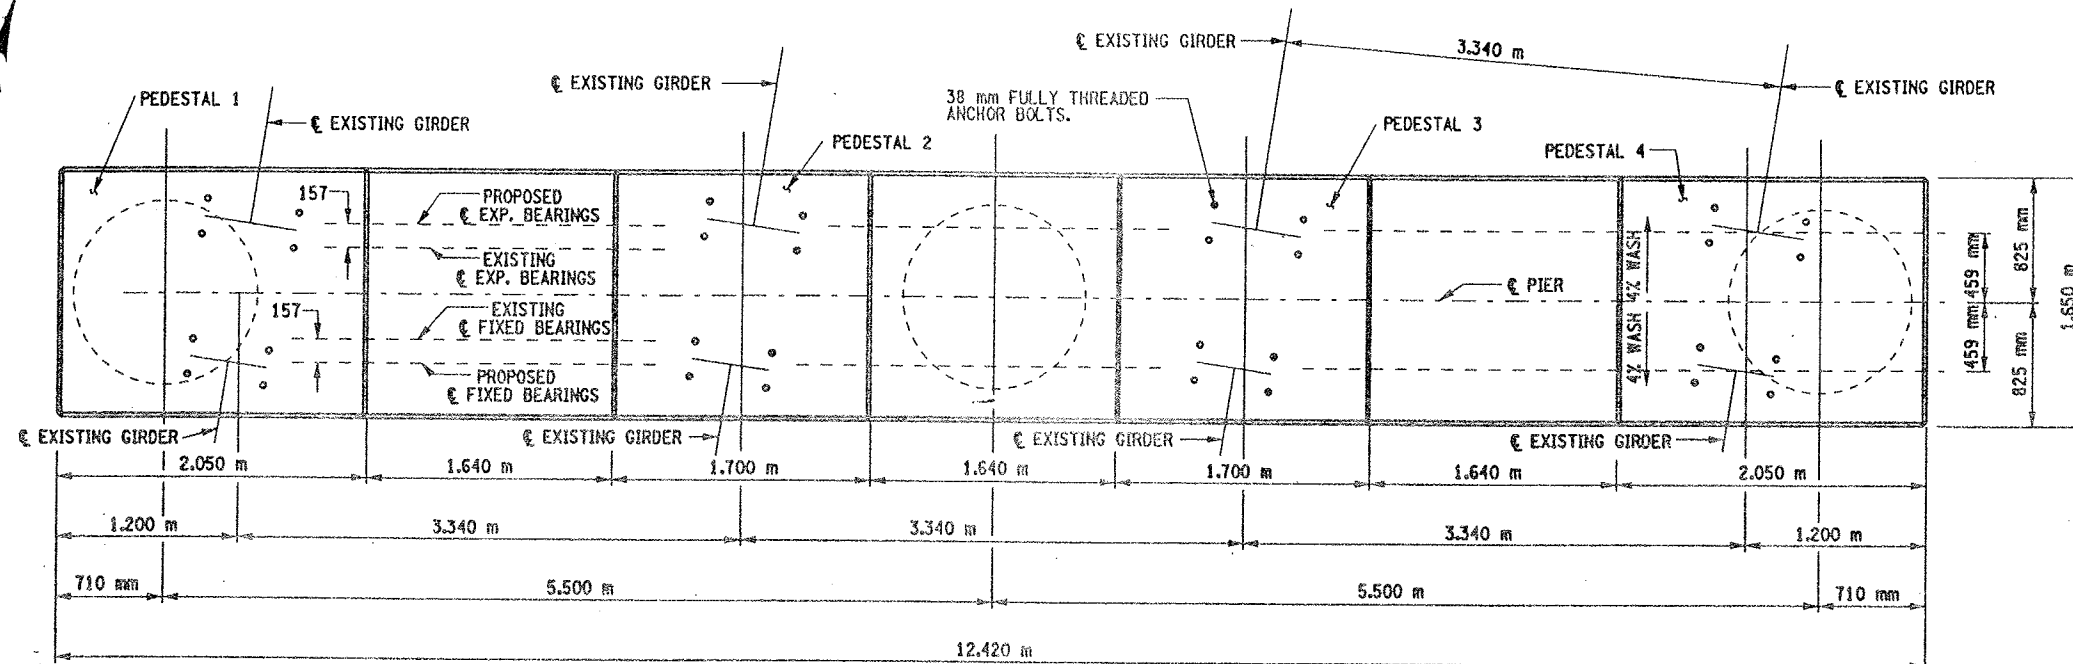 ℄ EXISTING GIRDER
3.340 m
℄ EXISTING GIRDER
℄ EXISTING GIRDER
PEDESTAL 1
38 mm FULLY THREADED
ANCHOR BOLTS.
℄ EXISTING GIRDER
PEDESTAL 3
PEDESTAL 2
PEDESTAL 4
157
PROPOSED
℄ EXP. BEARINGS
EXISTING
℄ EXP. BEARINGS
4% WASH
825 mm
459 mm
℄ PIER
1.650 m
157
EXISTING
℄ FIXED BEARINGS
4% WASH
459 mm
825 mm
PROPOSED
℄ FIXED BEARINGS
℄ EXISTING GIRDER
℄ EXISTING GIRDER
℄ EXISTING GIRDER
℄ EXISTING GIRDER
2.050 m
1.640 m
1.700 m
1.640 m
1.700 m
1.640 m
2.050 m
1.200 m
3.340 m
3.340 m
3.340 m
1.200 m
710 mm
5.500 m
5.500 m
710 mm
12.420 m